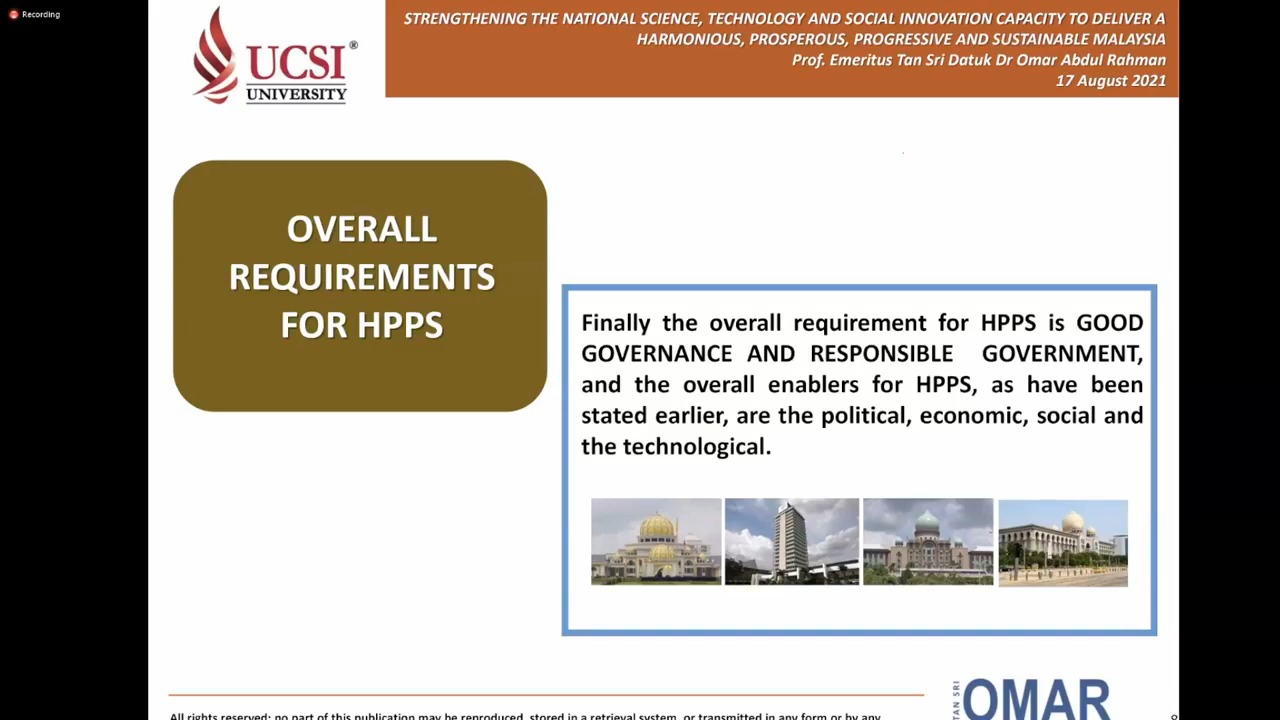 Recording
STRENGTHENING THE NATIONAL SCIENCE, TECHNOLOGY AND SOCIAL INNOVATION CAPACITY TO DELIVER A
HARMONIOUS, PROSPEROUS, PROGRESSIVE AND SUSTAINABLE MALAYSIA
Prof. Emeritus Tan Sri Datuk Dr Omar Abdul Rahman
17 August 2021
UCSI®
UNIVERSITY
OVERALL
REQUIREMENTS
FOR HPPS
Finally the overall requirement for HPPS is GOOD
GOVERNANCE AND RESPONSIBLE GOVERNMENT,
and the overall enablers for HPPS, as have been
stated earlier, are the political, economic, social and
the technological.
All rights reserved; no part of this publication may be reproduced, stored in a retrieval system, or transmitted in any form or by any
TAN SRI
OMAR